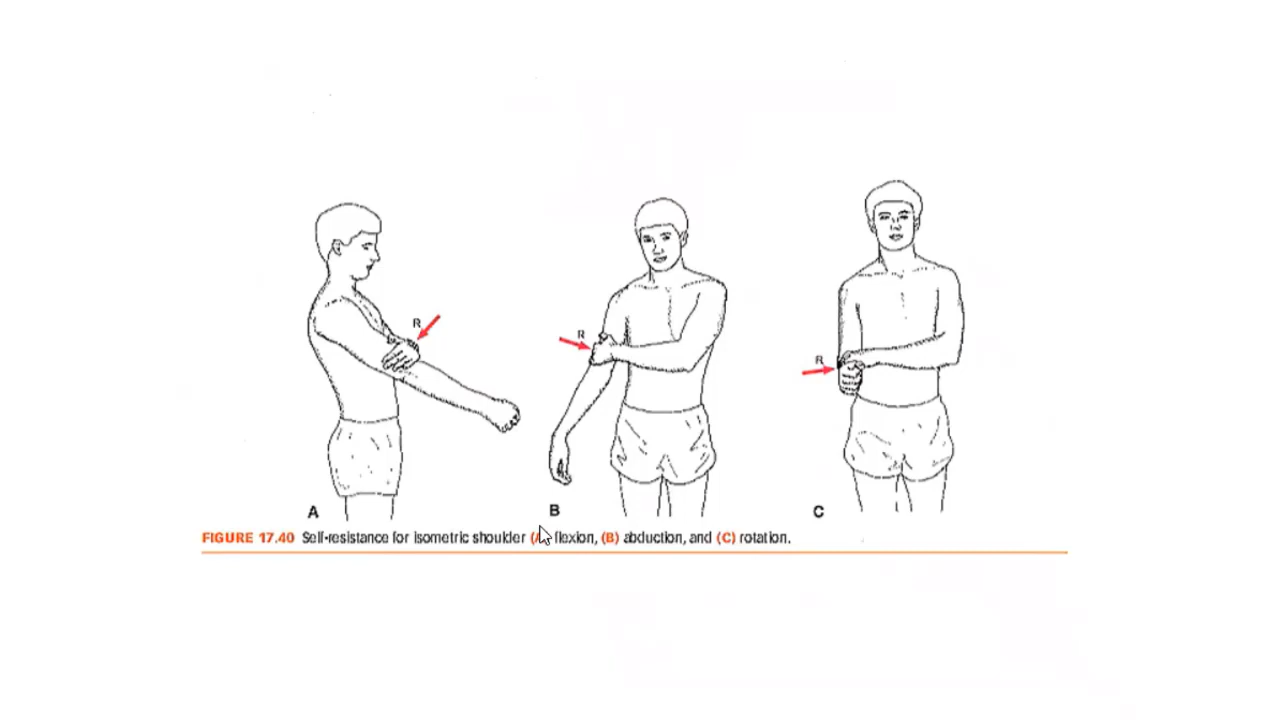 R
R
R
A
B
C
FIGURE 17.40 Self-resistance for isometric shoulder (A) flexion, (B) abduction, and (C) rotation.